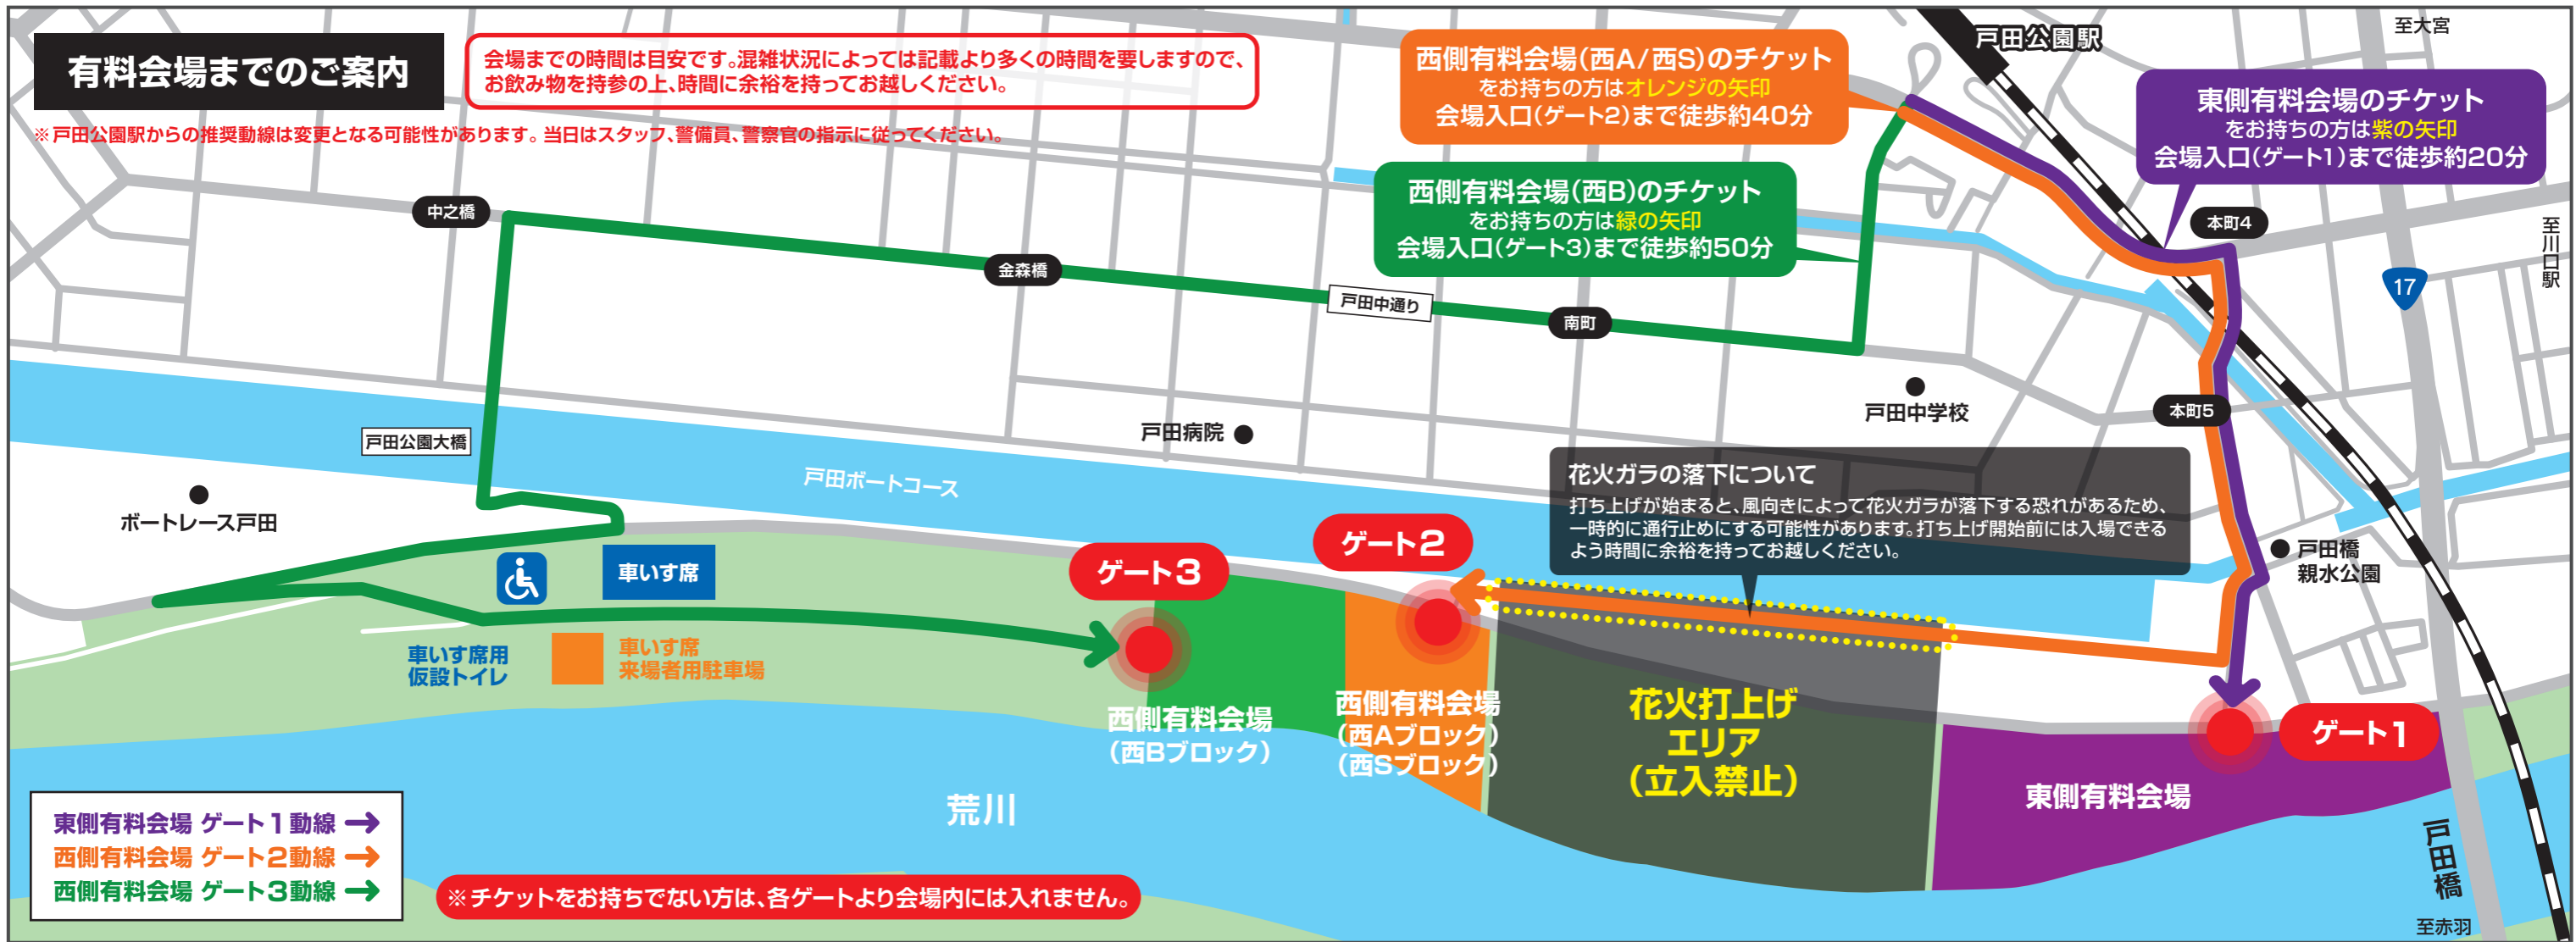 有料会場までのご案内
会場までの時間は目安です。混雑状況によっては記載より多くの時間を要しますので、
お飲み物を持参の上、時間に余裕を持ってお越しください。
※戸田公園駅からの推奨動線は変更となる可能性があります。当日はスタッフ、警備員、警察官の指示に従ってください。
西側有料会場(西A/西S)のチケット
をお持ちの方はオレンジの矢印
会場入口(ゲート2)まで徒歩約40分
戸田公園駅
至大宮
東側有料会場のチケット
をお持ちの方は紫の矢印
会場入口(ゲート1)まで徒歩約20分
西側有料会場(西B)のチケット
をお持ちの方は緑の矢印
会場入口(ゲート3)まで徒歩約50分
中之橋
金森橋
戸田中通り
南町
本町4
至川口駅
17
本町5
戸田中学校
戸田病院
戸田公園大橋
戸田ボートコース
ボートレース戸田
花火ガラの落下について
打ち上げが始まると、風向きによって花火ガラが落下する恐れがあるため、
一時的に通行止めにする可能性があります。打ち上げ開始前には入場できる
よう時間に余裕を持ってお越しください。
戸田橋
親水公園
ゲート2
ゲート3
車いす席
車いす席用
仮設トイレ
車いす席
来場者用駐車場
西側有料会場
(西Bブロック)
西側有料会場
(西Aブロック)
(西Sブロック)
花火打上げ
エリア
(立入禁止)
ゲート1
東側有料会場
荒川
戸田橋
至赤羽
東側有料会場 ゲート1動線
西側有料会場 ゲート2動線
西側有料会場 ゲート3動線
※チケットをお持ちでない方は、各ゲートより会場内には入れません。